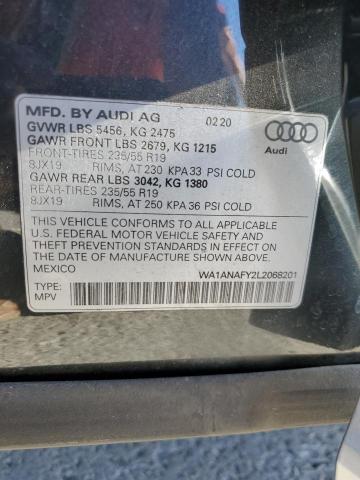 MFD. BY AUDI AG 02 20
GVWR LBS 5456, KG 2475
GAWR FRONT LBS 2679, KG 1215
FRONT-TIRES 235/55 R19
8JX19 RIMS, AT 230 KPA 33 PSI COLD
GAWR REAR LBS 3042, KG 1380
REAR-TIRES 235/55 R19
8JX19 RIMS, AT 250 KPA 36 PSI COLD
Audi
THIS VEHICLE CONFORMS TO ALL APPLICABLE
U.S. FEDERAL MOTOR VEHICLE SAFETY, BUMPER,
AND THEFT PREVENTION STANDARDS IN EFFECT ON
THE DATE OF MANUFACTURE SHOWN ABOVE.
MEXICO WA1ANAFY2L2068201
TYPE:
MPV